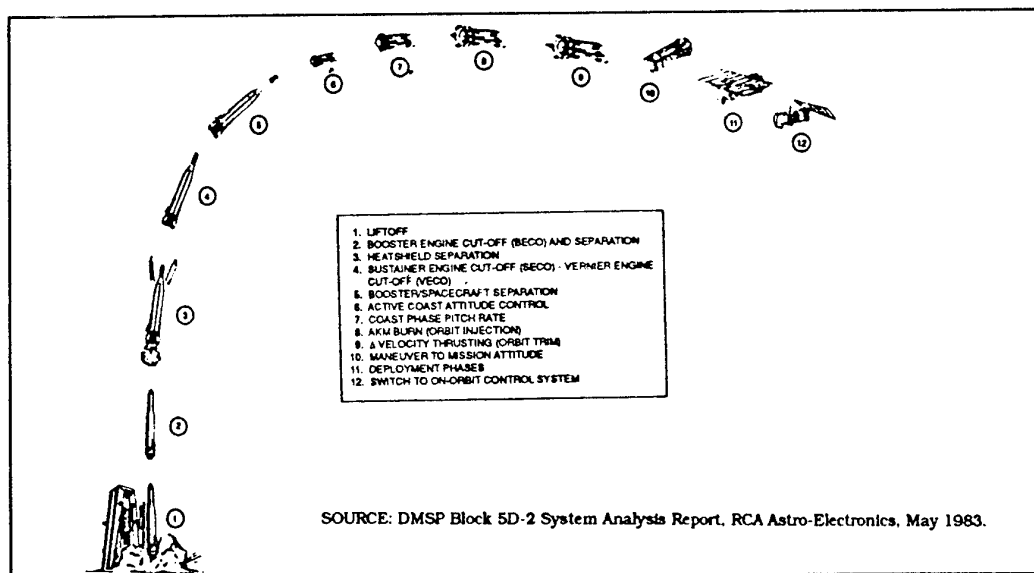 6
7
8
9
10
11
12
5
4
3
2
1
1. LIFTOFF
2. BOOSTER ENGINE CUT-OFF (BECO) AND SEPARATION
3. HEATSHIELD SEPARATION
4. SUSTAINER ENGINE CUT-OFF (SECO) - VERNIER ENGINE
CUT-OFF (VECO)
5. BOOSTER/SPACECRAFT SEPARATION
6. ACTIVE COAST ATTITUDE CONTROL
7. COAST PHASE PITCH RATE
8. AKM BURN (ORBIT INJECTION)
9. Δ VELOCITY THRUSTING (ORBIT TRIM)
10. MANEUVER TO MISSION ATTITUDE
11. DEPLOYMENT PHASES
12. SWITCH TO ON-ORBIT CONTROL SYSTEM
SOURCE: DMSP Block 5D-2 System Analysis Report, RCA Astro-Electronics, May 1983.